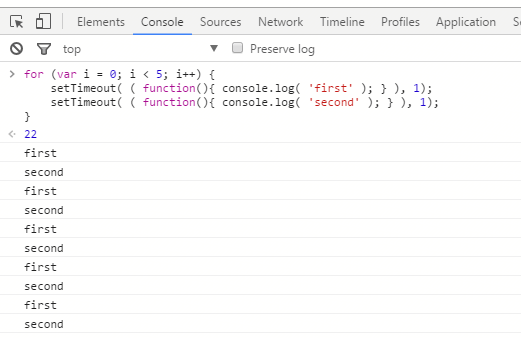 Elements Console Sources Network Timeline Profiles Application Security
top Preserve log
> for (var i = 0; i < 5; i++) {
setTimeout( ( function(){ console.log( 'first' ); } ), 1);
setTimeout( ( function(){ console.log( 'second' ); } ), 1);
}
22
first
second
first
second
first
second
first
second
first
second